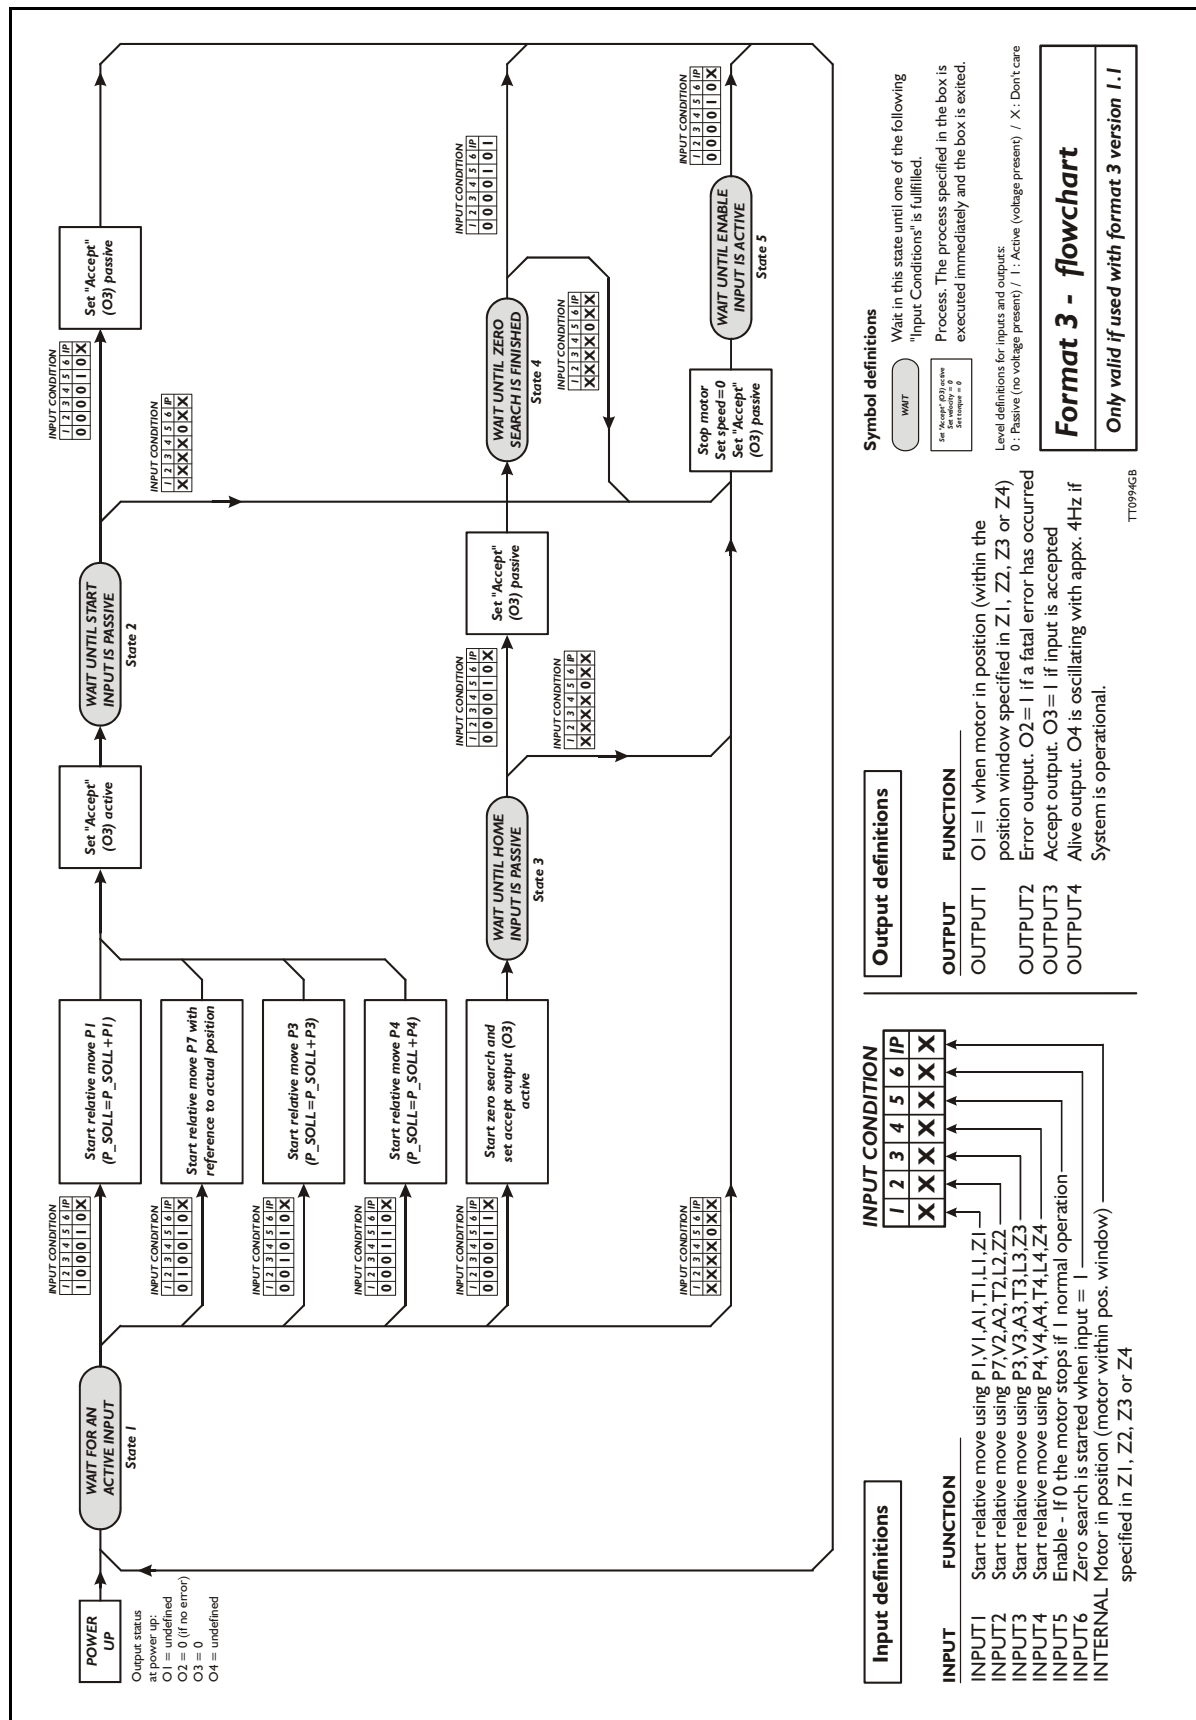 POWER
UP
Output status
at power up:
O1 = undefined
O2 = 0 (if no error)
O3 = 0
O4 = undefined
WAIT FOR AN
ACTIVE INPUT
State 1
INPUT CONDITION
1 2 3 4 5 6 IP
1 0 0 0 1 0 X
Start relative move P1
(P_SOLL=P_SOLL+P1)
INPUT CONDITION
1 2 3 4 5 6 IP
0 1 0 0 1 0 X
Start relative move P7 with
reference to actual position
INPUT CONDITION
1 2 3 4 5 6 IP
0 0 1 0 1 0 X
Start relative move P3
(P_SOLL=P_SOLL+P3)
INPUT CONDITION
1 2 3 4 5 6 IP
0 0 0 1 1 0 X
Start relative move P4
(P_SOLL=P_SOLL+P4)
INPUT CONDITION
1 2 3 4 5 6 IP
0 0 0 0 1 1 X
Start zero search and
set accept output (O3)
active
INPUT CONDITION
1 2 3 4 5 6 IP
X X X X 0 X X
Set "Accept"
(O3) active
WAIT UNTIL START
INPUT IS PASSIVE
State 2
INPUT CONDITION
1 2 3 4 5 6 IP
0 0 0 0 1 0 X
INPUT CONDITION
1 2 3 4 5 6 IP
X X X X 0 X X
Set "Accept"
(O3) passive
WAIT UNTIL HOME
INPUT IS PASSIVE
State 3
INPUT CONDITION
1 2 3 4 5 6 IP
0 0 0 0 1 0 X
INPUT CONDITION
1 2 3 4 5 6 IP
X X X X 0 X X
Set "Accept"
(O3) passive
WAIT UNTIL ZERO
SEARCH IS FINISHED
State 4
INPUT CONDITION
1 2 3 4 5 6 IP
0 0 0 0 1 0 1
INPUT CONDITION
1 2 3 4 5 6 IP
X X X X 0 X X
Stop motor
Set speed=0
Set "Accept"
(O3) passive
WAIT UNTIL ENABLE
INPUT IS ACTIVE
State 5
INPUT CONDITION
1 2 3 4 5 6 IP
0 0 0 0 1 0 X
Input definitions
INPUT FUNCTION
INPUT1 Start relative move using P1,V1,A1,T1,L1,Z1
INPUT2 Start relative move using P7,V2,A2,T2,L2,Z2
INPUT3 Start relative move using P3,V3,A3,T3,L3,Z3
INPUT4 Start relative move using P4,V4,A4,T4,L4,Z4
INPUT5 Enable - If 0 the motor stops if 1 normal operation
INPUT6 Zero search is started when input = 1
INTERNAL Motor in position (motor within pos. window)
specified in Z1, Z2, Z3 or Z4
INPUT CONDITION
1 2 3 4 5 6 IP
X X X X X X X
Output definitions
OUTPUT FUNCTION
OUTPUT1 O1=1 when motor in position (within the
position window specified in Z1, Z2, Z3 or Z4)
OUTPUT2 Error output. O2=1 if a fatal error has occurred
OUTPUT3 Accept output. O3=1 if input is accepted
OUTPUT4 Alive output. O4 is oscillating with appx. 4Hz if
System is operational.
TT0994GB
Symbol definitions
WAIT
Wait in this state until one of the following
"Input Conditions" is fullfilled.
Set "Accept" (O3) active
Set velocity = 0
Set torque = 0
Process. The process specified in the box is
executed immediately and the box is exited.
Level definitions for inputs and outputs:
0 : Passive (no voltage present) / 1 : Active (voltage present) / X : Don't care
Format 3 - flowchart
Only valid if used with format 3 version 1.1